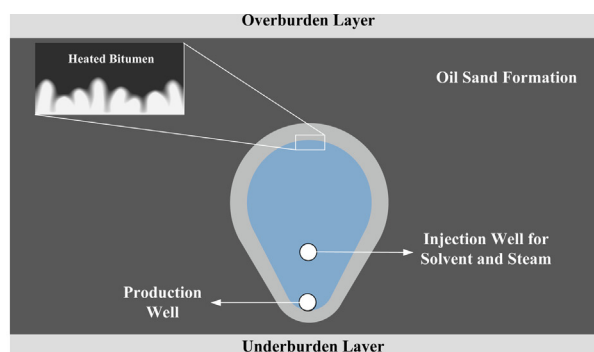 Overburden Layer
Heated Bitumen
Oil Sand Formation
Injection Well for
Solvent and Steam
Production
Well
Underburden Layer